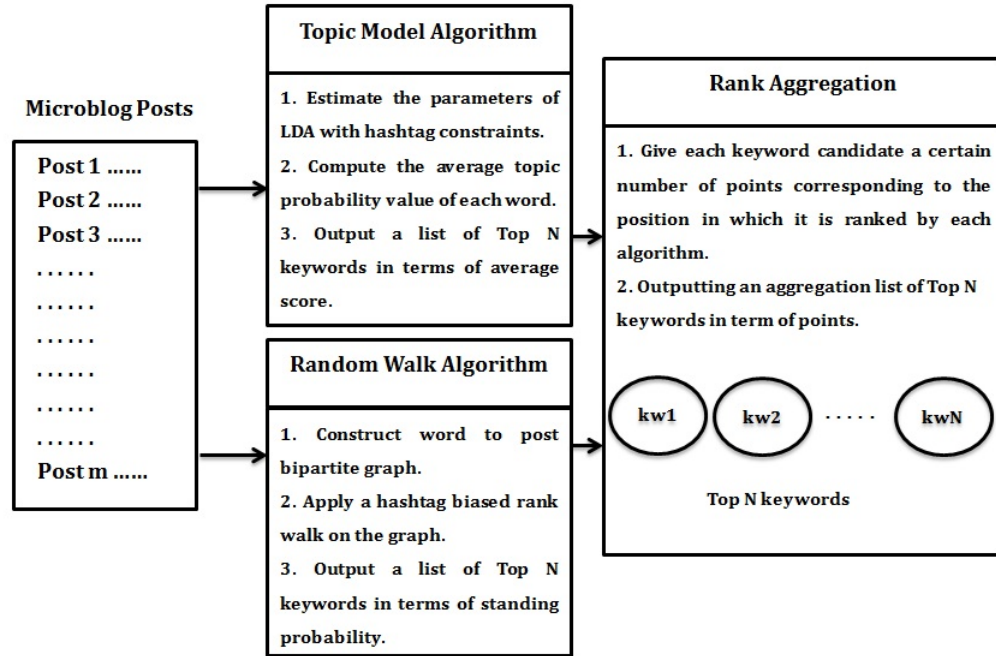 Microblog Posts
Post 1 ......
Post 2 ......
Post 3 ......
. . . . . .
. . . . . .
. . . . . .
. . . . . .
. . . . . .
. . . . . .
Post m ......
Topic Model Algorithm
1. Estimate the parameters of
LDA with hashtag constraints.
2. Compute the average topic
probability value of each word.
3. Output a list of Top N
keywords in terms of average
score.
Random Walk Algorithm
1. Construct word to post
bipartite graph.
2. Apply a hashtag biased rank
walk on the graph.
3. Output a list of Top N
keywords in terms of standing
probability.
Rank Aggregation
1. Give each keyword candidate a certain
number of points corresponding to the
position in which it is ranked by each
algorithm.
2. Outputting an aggregation list of Top N
keywords in term of points.
kw1 kw2 . . . . . kwN
Top N keywords